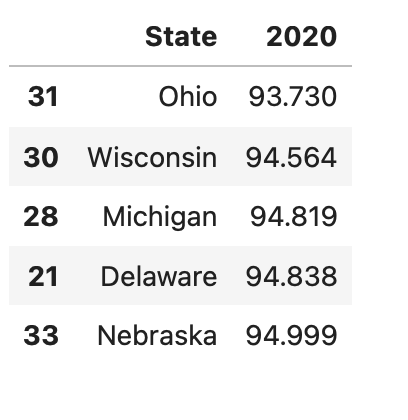 State 2020
31 Ohio 93.730
30 Wisconsin 94.564
28 Michigan 94.819
21 Delaware 94.838
33 Nebraska 94.999